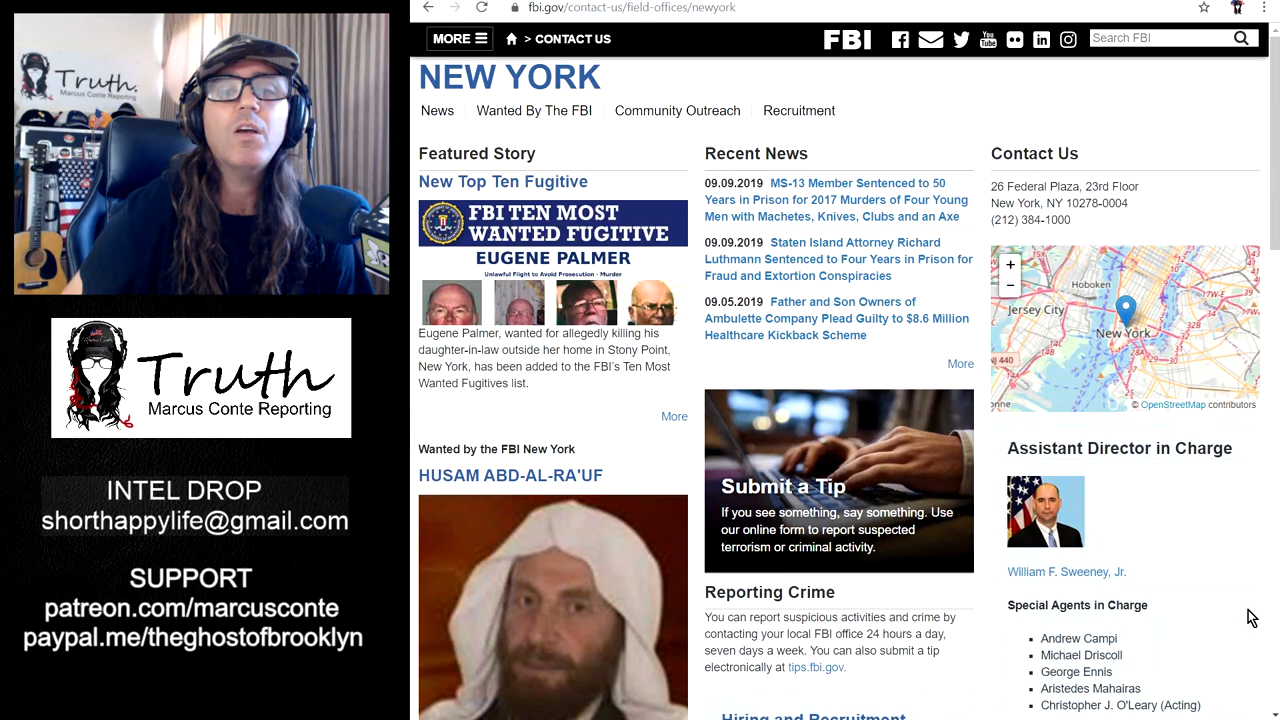 Truth.
Marcus Conte Reporting
Truth
Marcus Conte Reporting
INTEL DROP
shorthappylife@gmail.com
SUPPORT
patreon.com/marcusconte
paypal.me/theghostofbrooklyn
fbi.gov/contact-us/field-offices/newyork
MORE
> CONTACT US
FBI
You
Tube
Search FBI
NEW YORK
News
Wanted By The FBI
Community Outreach
Recruitment
Featured Story
New Top Ten Fugitive
FBI TEN MOST
WANTED FUGITIVE
EUGENE PALMER
Unlawful Flight to Avoid Prosecution - Murder
Eugene Palmer, wanted for allegedly killing his
daughter-in-law outside her home in Stony Point,
New York, has been added to the FBI's Ten Most
Wanted Fugitives list.
More
Wanted by the FBI New York
HUSAM ABD-AL-RA'UF
Recent News
09.09.2019 MS-13 Member Sentenced to 50
Years in Prison for 2017 Murders of Four Young
Men with Machetes, Knives, Clubs and an Axe
09.09.2019 Staten Island Attorney Richard
Luthmann Sentenced to Four Years in Prison for
Fraud and Extortion Conspiracies
09.05.2019 Father and Son Owners of
Ambulette Company Plead Guilty to $8.6 Million
Healthcare Kickback Scheme
More
Submit a Tip
If you see something, say something. Use
our online form to report suspected
terrorism or criminal activity.
Reporting Crime
You can report suspicious activities and crime by
contacting your local FBI office 24 hours a day,
seven days a week. You can also submit a tip
electronically at tips.fbi.gov.
Hiring and Recruitment
Contact Us
26 Federal Plaza, 23rd Floor
New York, NY 10278-0004
(212) 384-1000
+
−
Hoboken
17W-E
Jersey City
New York
NJ 440
© OpenStreetMap contributors
Assistant Director in Charge
William F. Sweeney, Jr.
Special Agents in Charge
Andrew Campi
Michael Driscoll
George Ennis
Aristedes Mahairas
Christopher J. O'Leary (Acting)